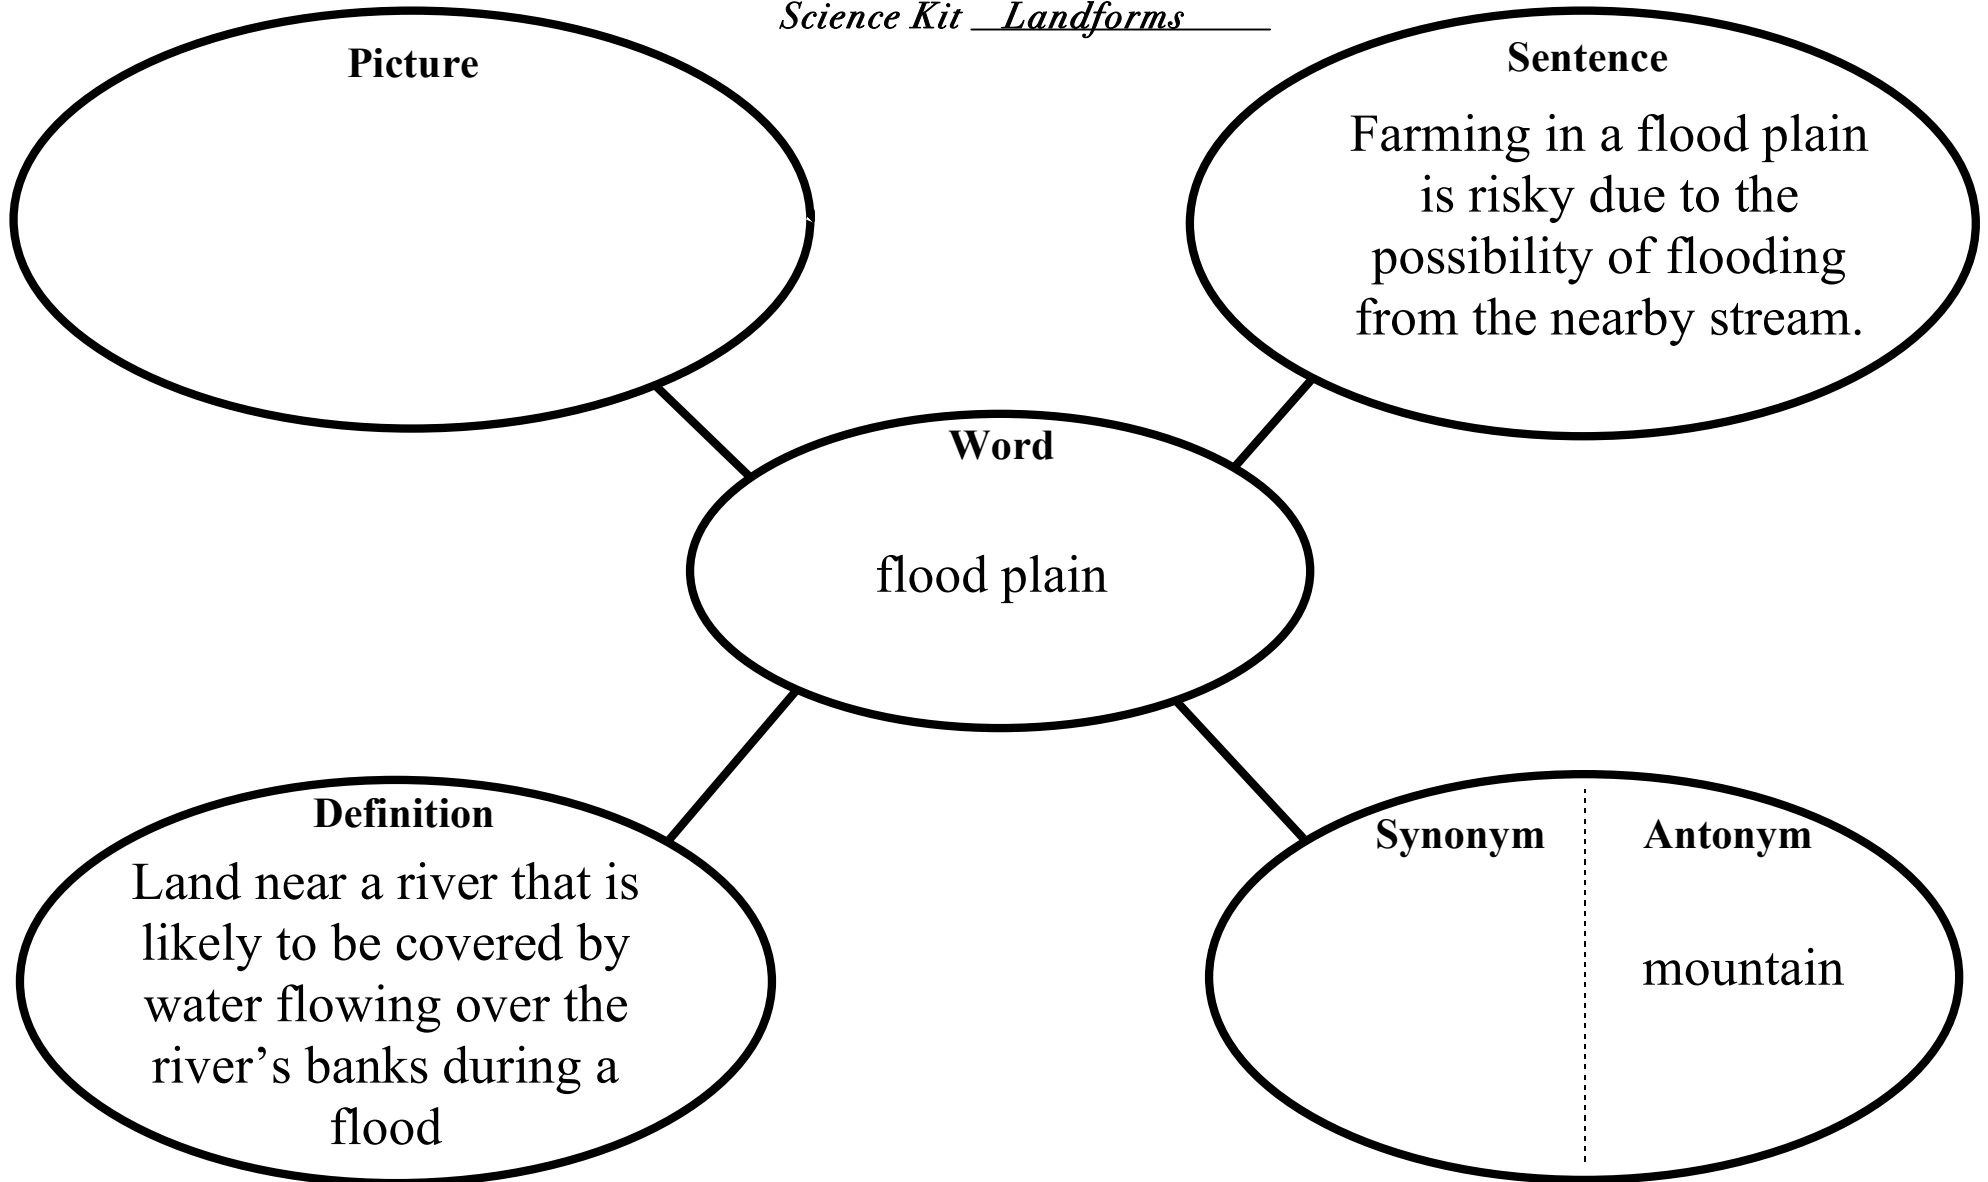 Science Kit __Landforms______
Picture
Sentence
Farming in a flood plain
is risky due to the
possibility of flooding
from the nearby stream.
Word
flood plain
Definition
Land near a river that is
likely to be covered by
water flowing over the
river’s banks during a
flood
Synonym
Antonym
mountain